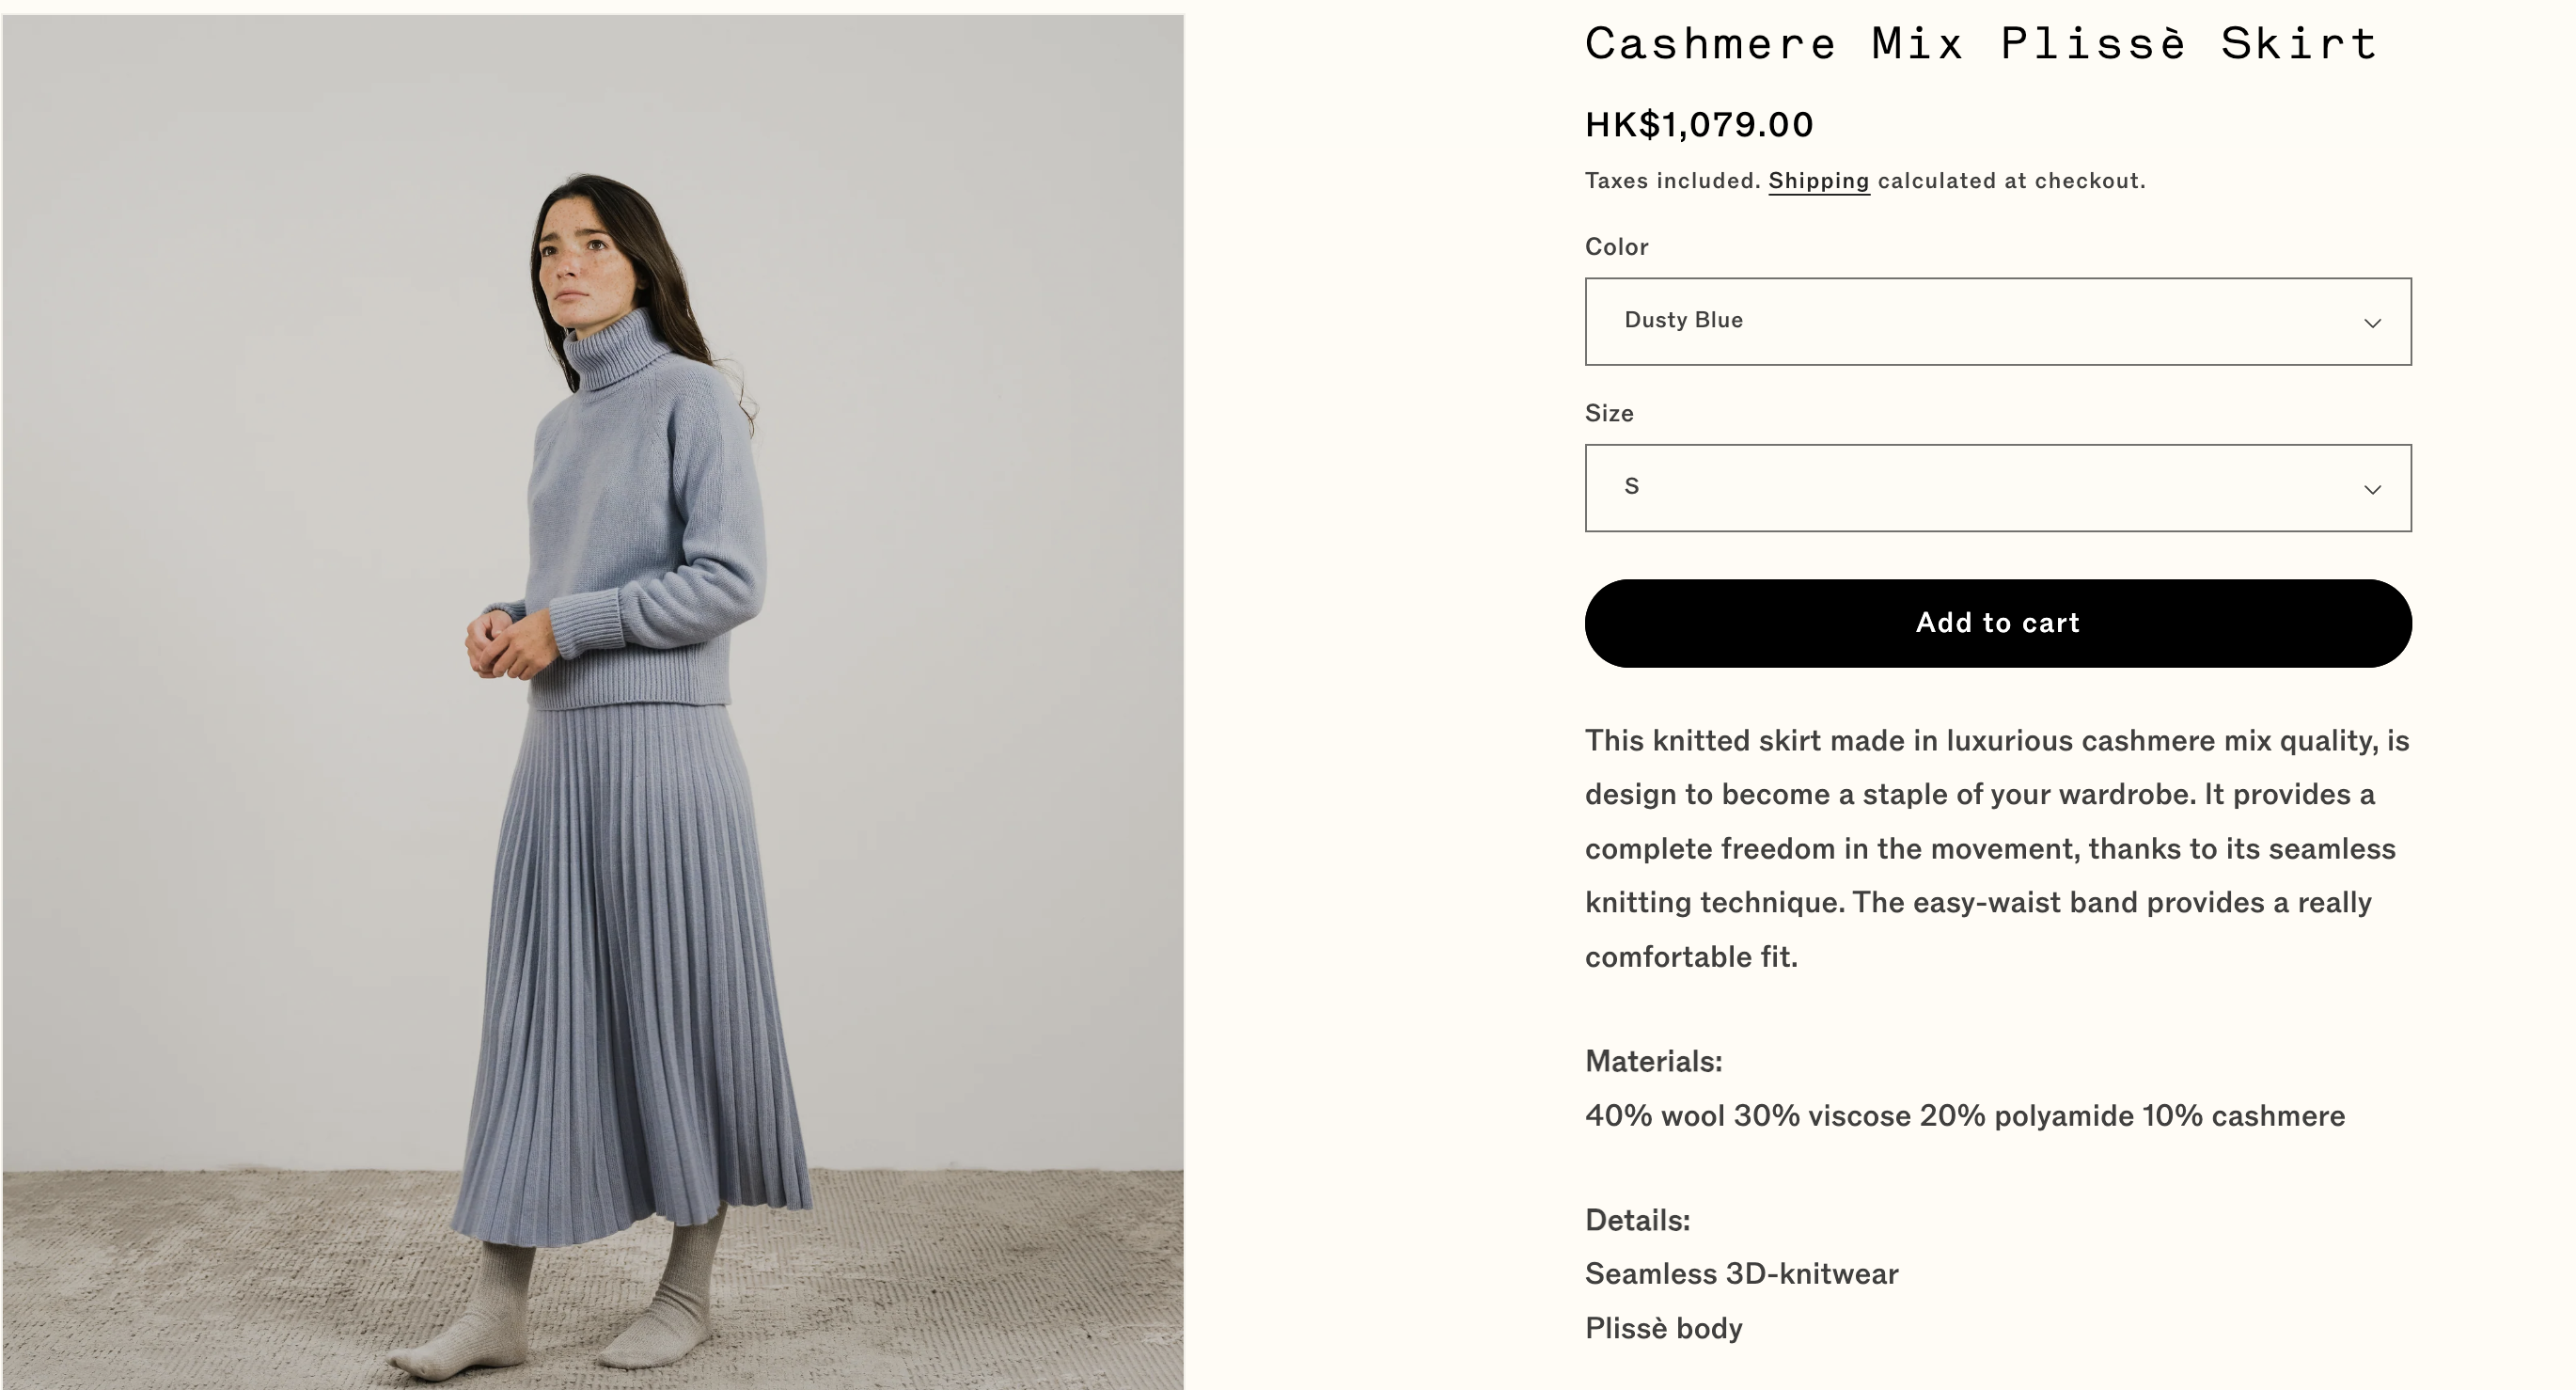 Cashmere Mix Plissè Skirt
HK$1,079.00
Taxes included. Shipping calculated at checkout.
Color
Dusty Blue
Size
S
Add to cart
This knitted skirt made in luxurious cashmere mix quality, is
design to become a staple of your wardrobe. It provides a
complete freedom in the movement, thanks to its seamless
knitting technique. The easy-waist band provides a really
comfortable fit.
Materials:
40% wool 30% viscose 20% polyamide 10% cashmere
Details:
Seamless 3D-knitwear
Plissè body